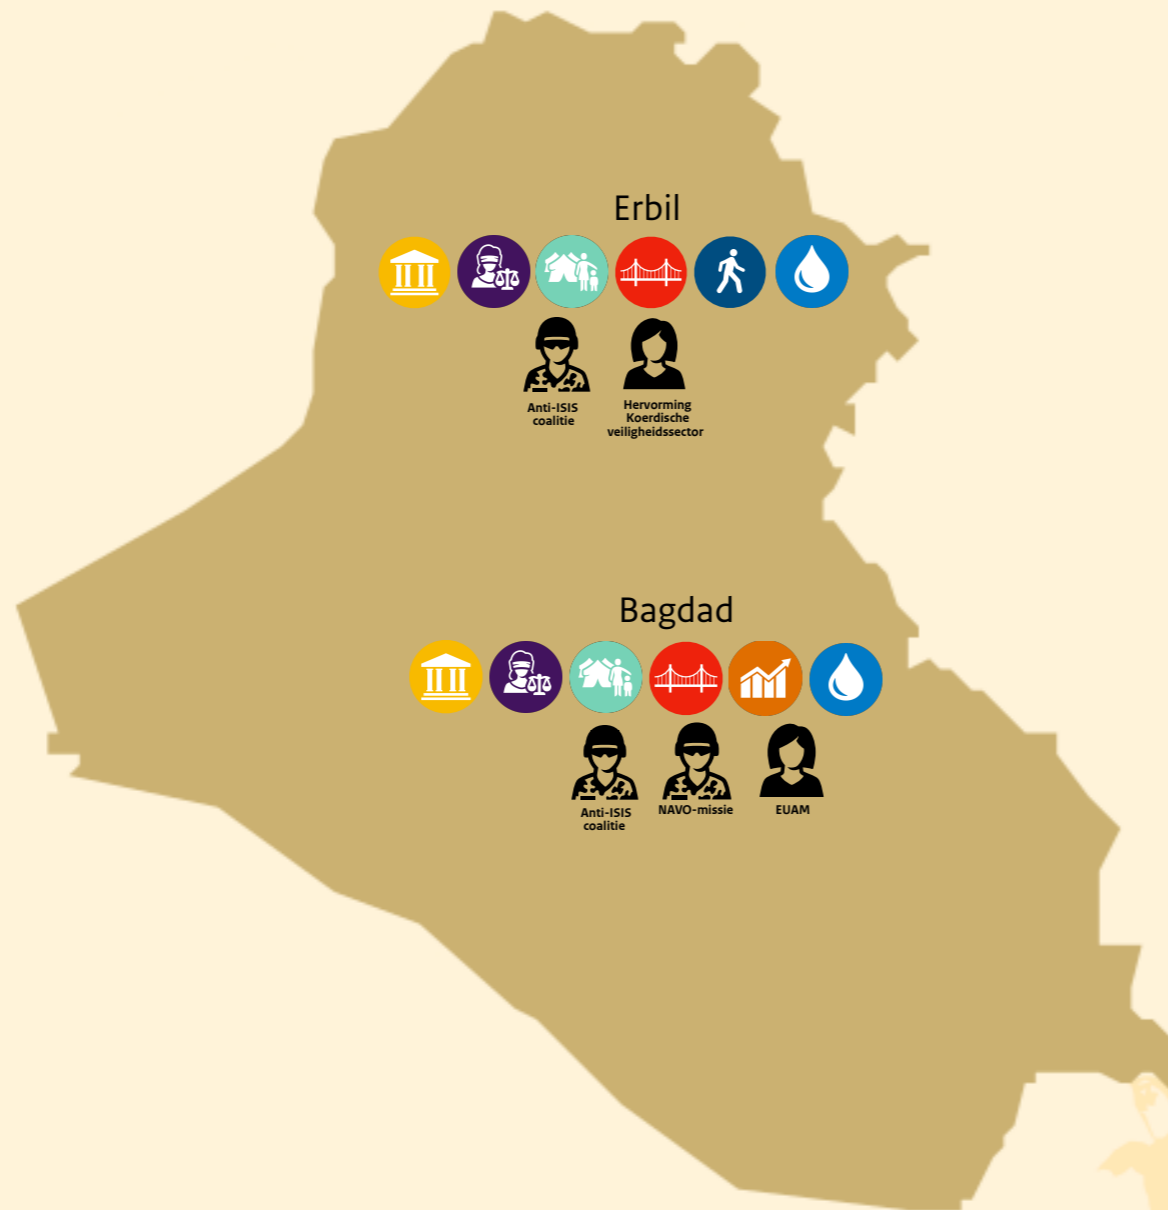 Erbil
Anti-ISIS
coalitie
Hervorming
Koerdische
veiligheidssector
Bagdad
Anti-ISIS
coalitie
NAVO-missie
EUAM